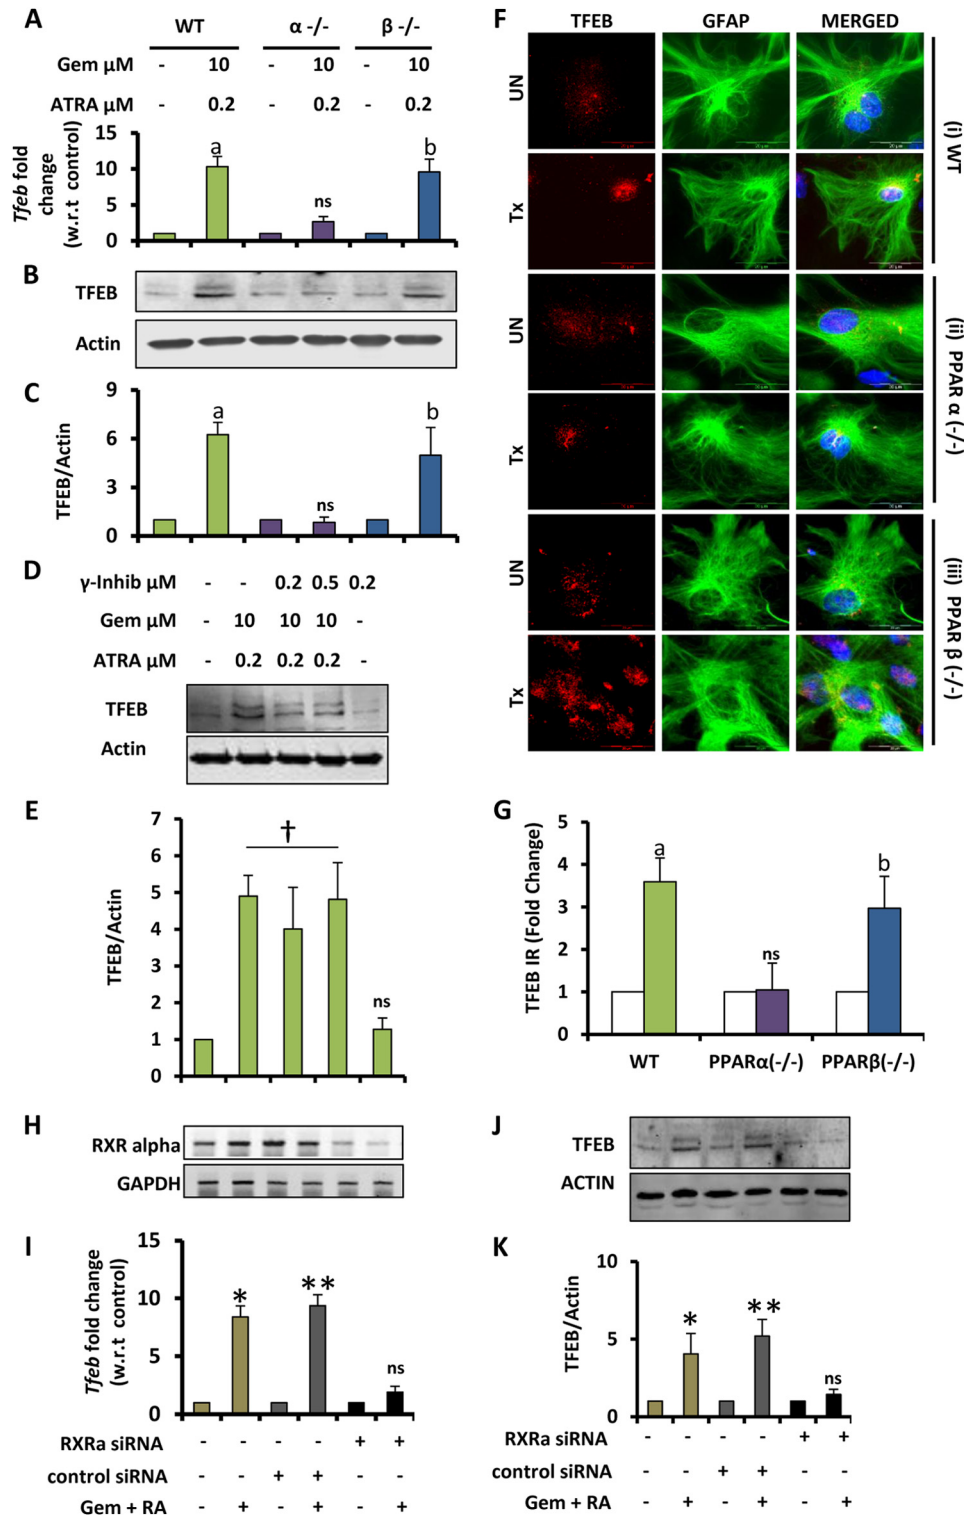 A
WT α -/- β -/-
Gem μM - 10 - 10 - 10
ATRA μM - 0.2 - 0.2 - 0.2
Tfeb fold change (w.r.t control)
15
10
5
0
a
ns
b
B
TFEB
Actin
C
TFEB/Actin
9
6
3
0
a
ns
b
D
γ-Inhib μM - - 0.2 0.5 0.2
Gem μM - 10 10 10 -
ATRA μM - 0.2 0.2 0.2 -
TFEB
Actin
E
TFEB/Actin
7
6
5
4
3
2
1
0
†
ns
F
TFEB GFAP MERGED
UN
Tx
(i) WT
UN
Tx
(ii) PPAR α (-/-)
UN
Tx
(iii) PPAR β (-/-)
G
TFEB IR (Fold Change)
5
4
3
2
1
0
a
ns
b
WT PPARα(-/-) PPARβ(-/-)
H
RXR alpha
GAPDH
I
Tfeb fold change (w.r.t control)
15
10
5
0
*
**
ns
RXRa siRNA - - - - + +
control siRNA - - + + - -
Gem + RA - + - + - +
J
TFEB
ACTIN
K
TFEB/Actin
10
5
0
*
**
ns
RXRa siRNA - - - - + +
control siRNA - - + + - -
Gem + RA - + - + - +